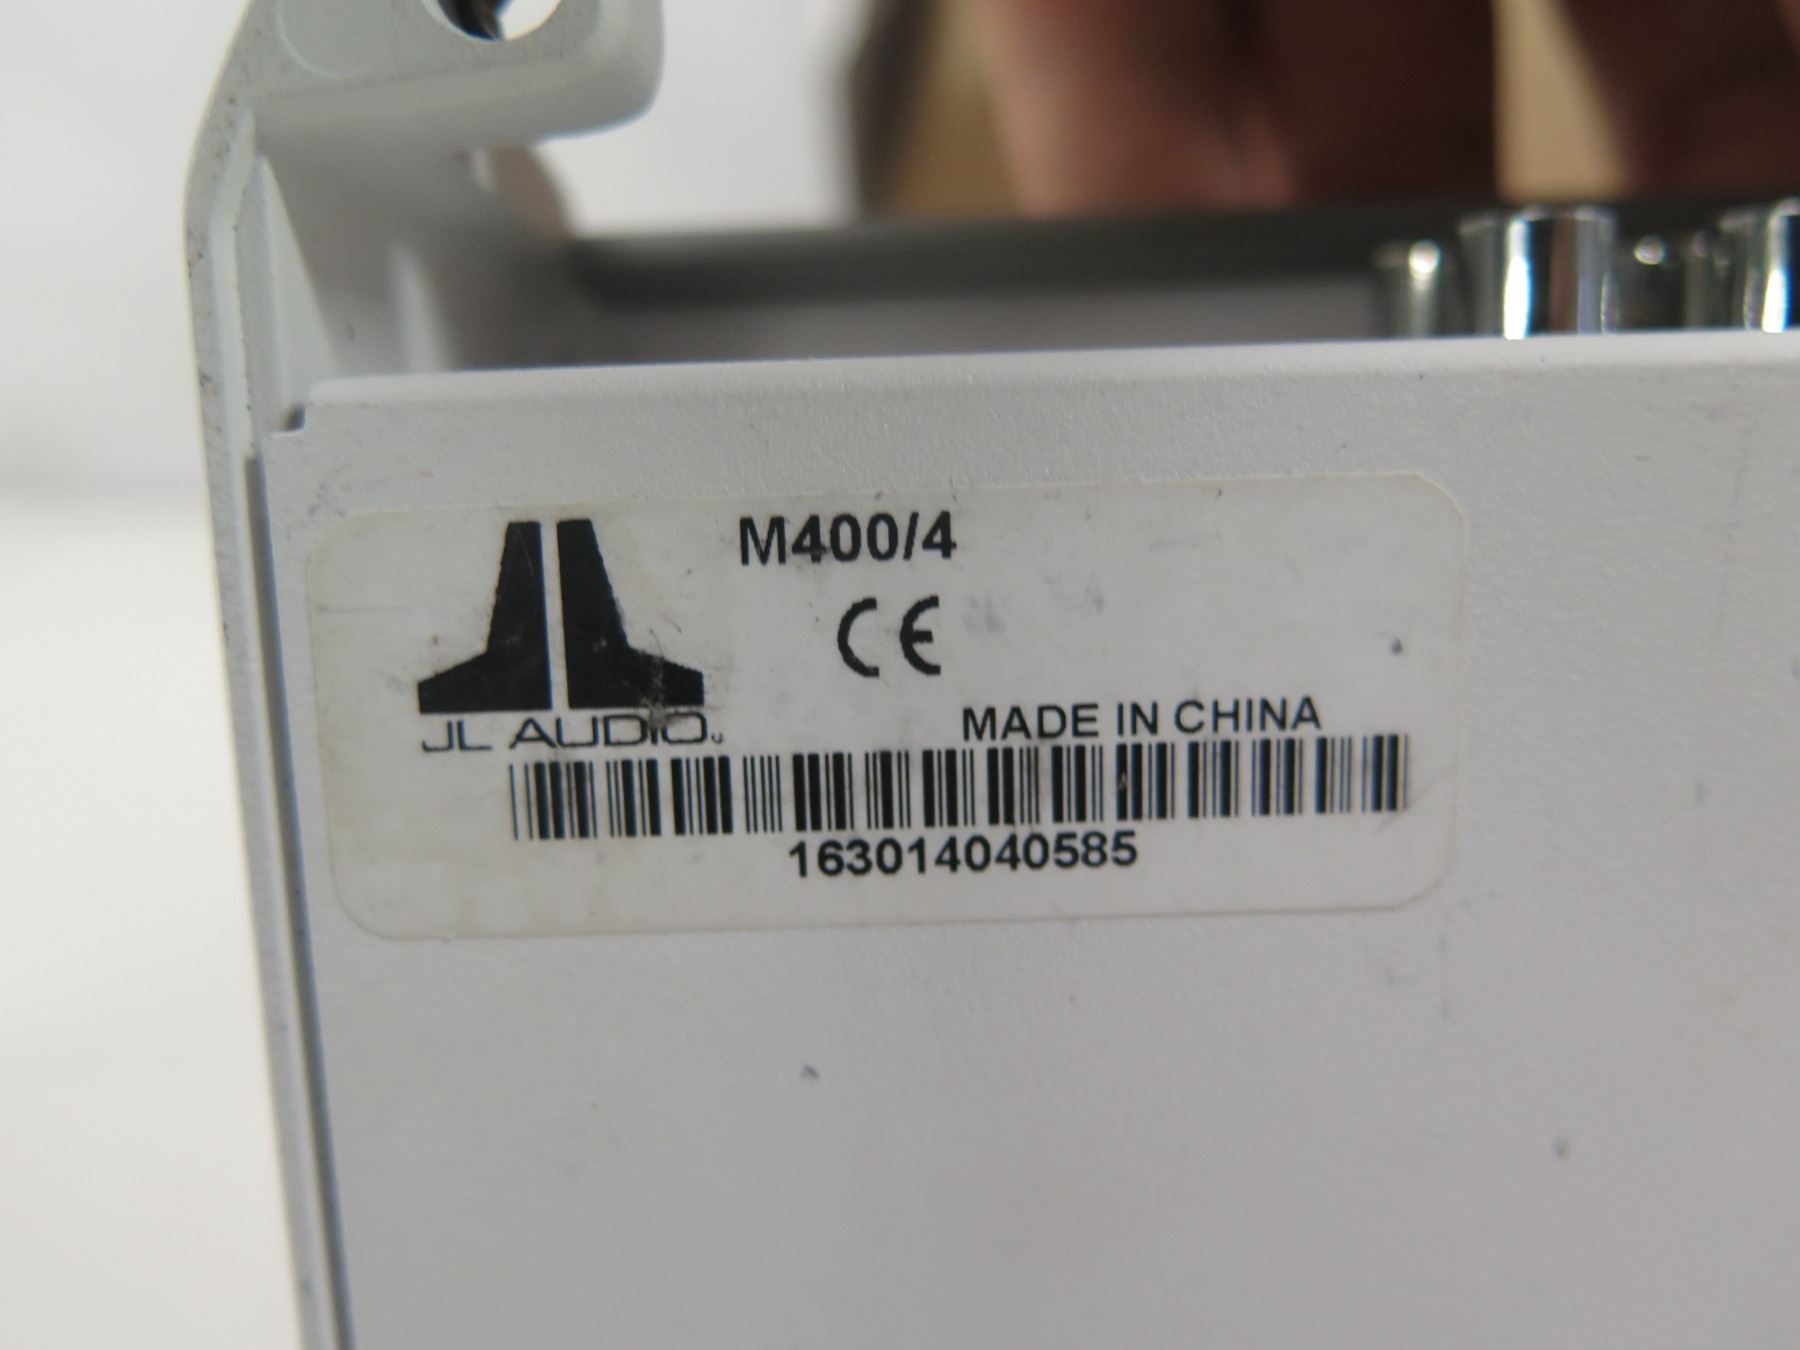 M400/4
CE
JL AUDIO
MADE IN CHINA
163014040585